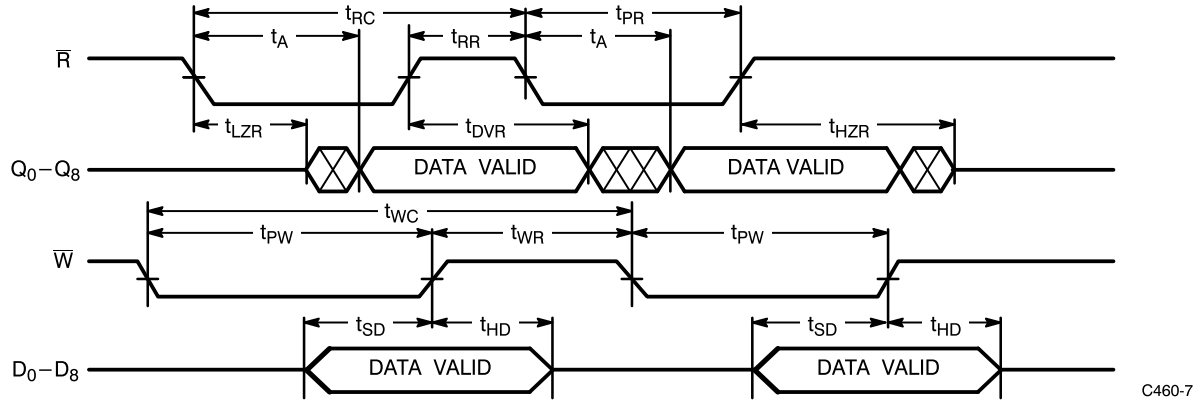 tRC tPR
tA tRR tA
R̅
tLZR tDVR tHZR
Q0–Q8 DATA VALID DATA VALID
tWC
tPW tWR tPW
W̅
tSD tHD tSD tHD
D0–D8 DATA VALID DATA VALID
C460-7